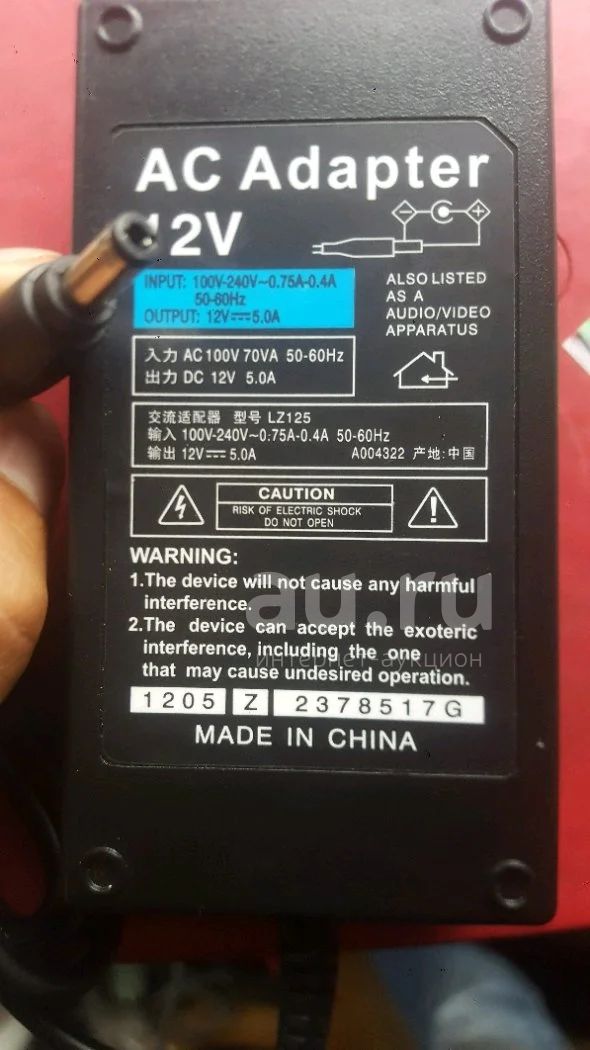 AC Adapter
12V
INPUT: 100V-240V~0.75A-0.4A
50-60Hz
OUTPUT: 12V⎓5.0A
ALSO LISTED
AS A
AUDIO/VIDEO
APPARATUS
入力 AC100V 70VA 50-60Hz
出力 DC 12V 5.0A
交流适配器 型号 LZ125
输入 100V-240V~0.75A-0.4A 50-60Hz
输出 12V⎓5.0A A004322 产地:中国
CAUTION
RISK OF ELECTRIC SHOCK
DO NOT OPEN
WARNING:
1.The device will not cause any harmful
interference.
2.The device can accept the exoteric
interference, including the one
that may cause undesired operation.
1205 Z 2378517G
MADE IN CHINA
au.ru
интернет-аукцион